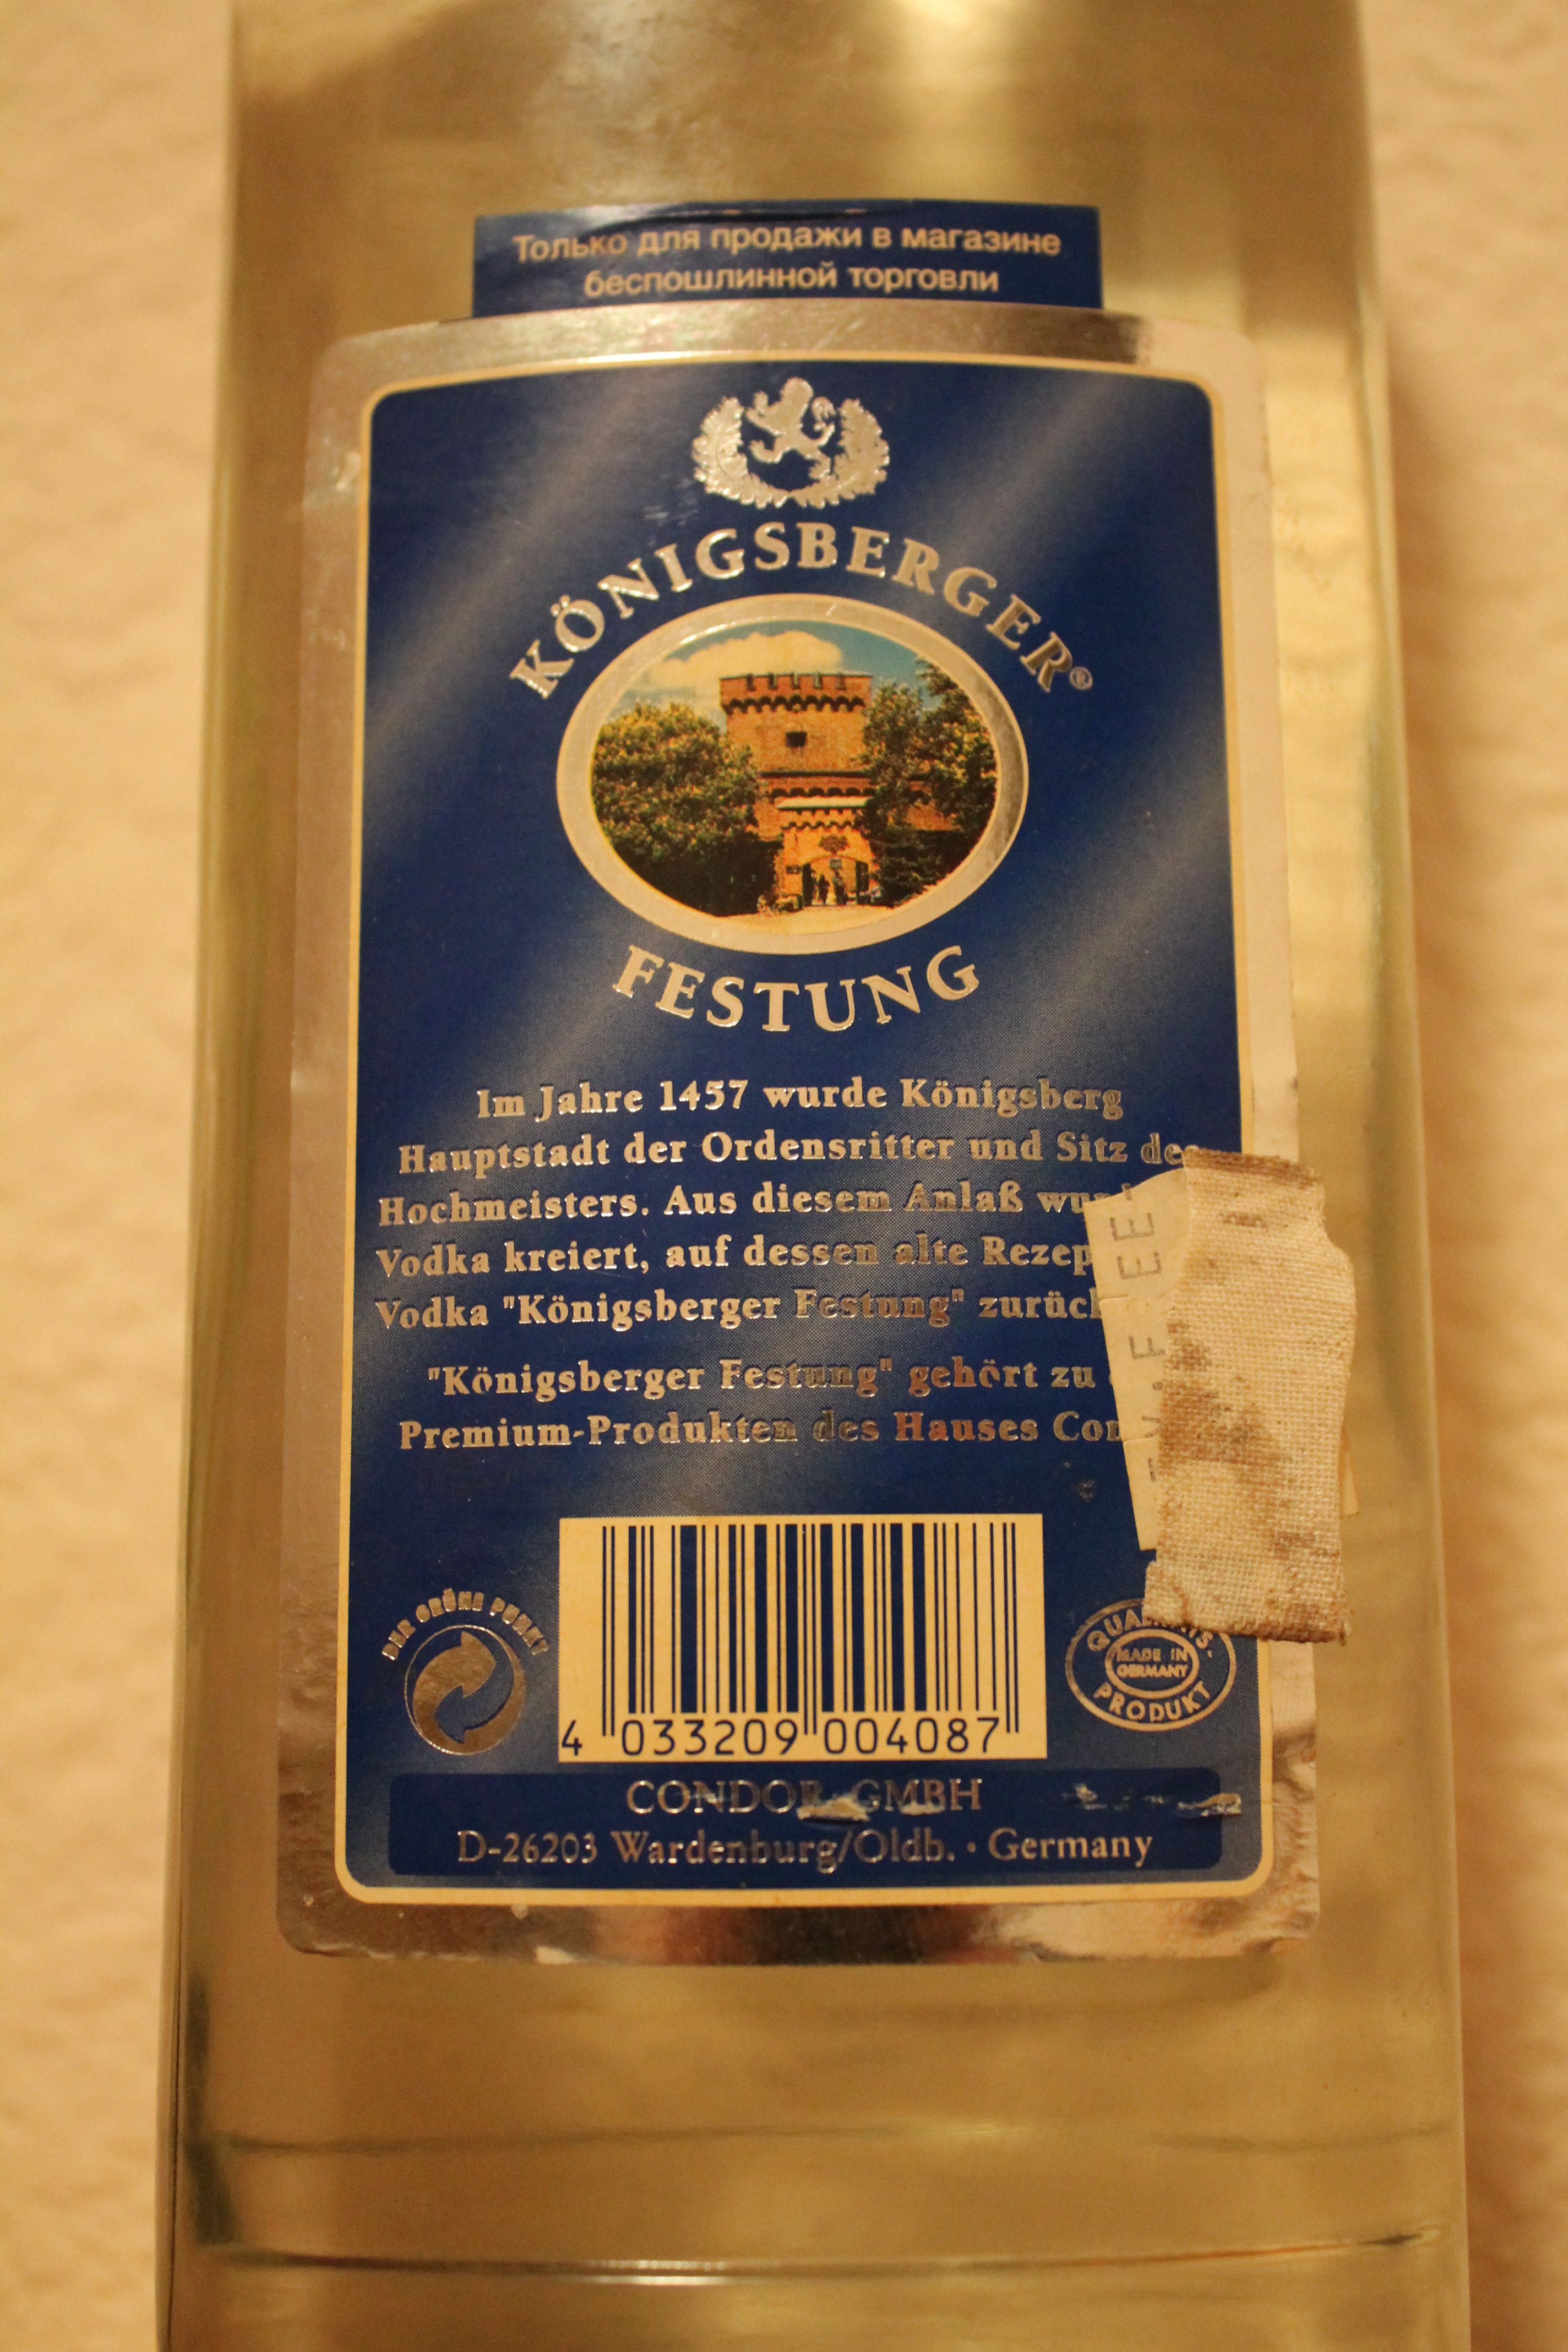 Только для продажи в магазине
беспошлинной торговли
KÖNIGSBERGER®
FESTUNG
Im Jahre 1457 wurde Königsberg
Hauptstadt der Ordensritter und Sitz
Hochmeisters. Aus diesem Anlaß
Vodka kreiert, auf dessen alte
Vodka "Königsberger Festung"
"Königsberger Festung" gehört zu
Premium-Produkten des Hauses
DER GRÜNE PUNKT
MADE IN
GERMANY
PRODUKT
4 033209 004087
CONDOR GMBH
D-26203 Wardenburg/Oldb. · Germany